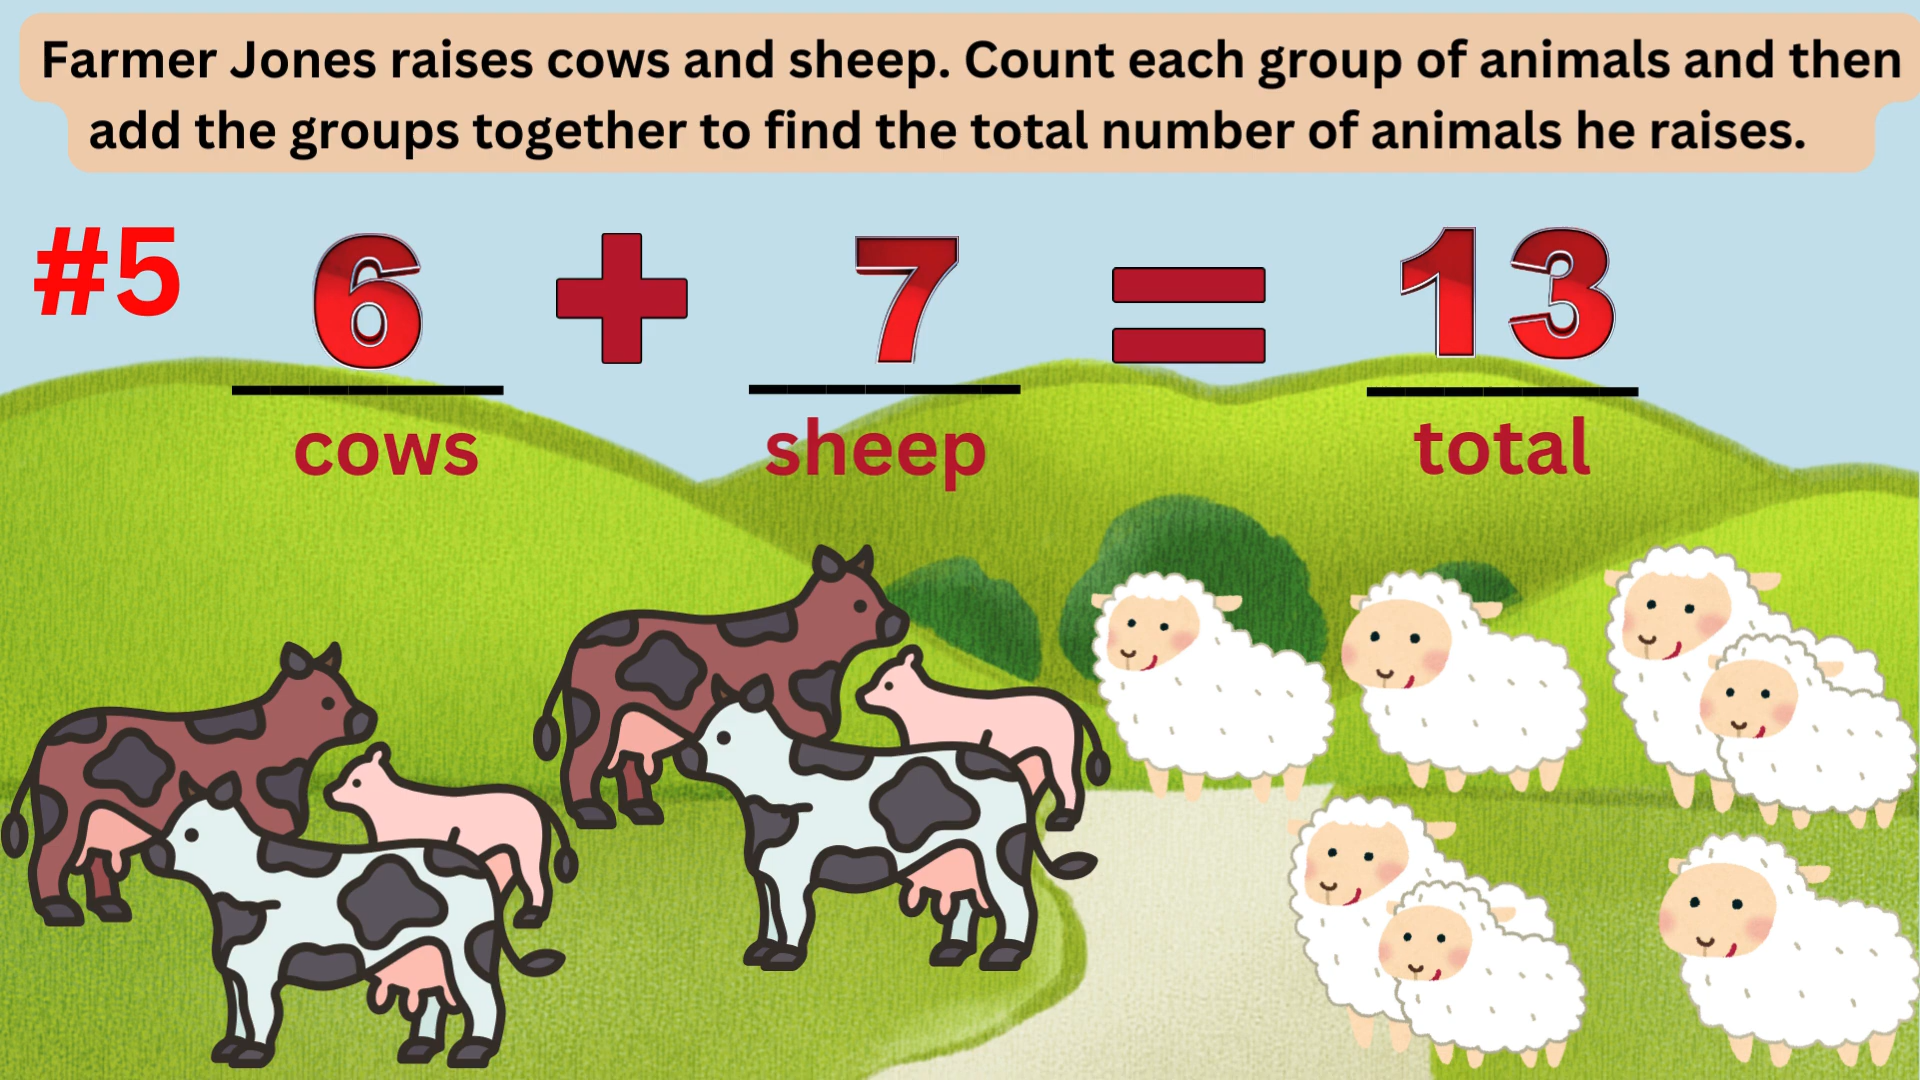 Farmer Jones raises cows and sheep. Count each group of animals and then
add the groups together to find the total number of animals he raises.
#5 6 + 7 = 13
cows sheep total